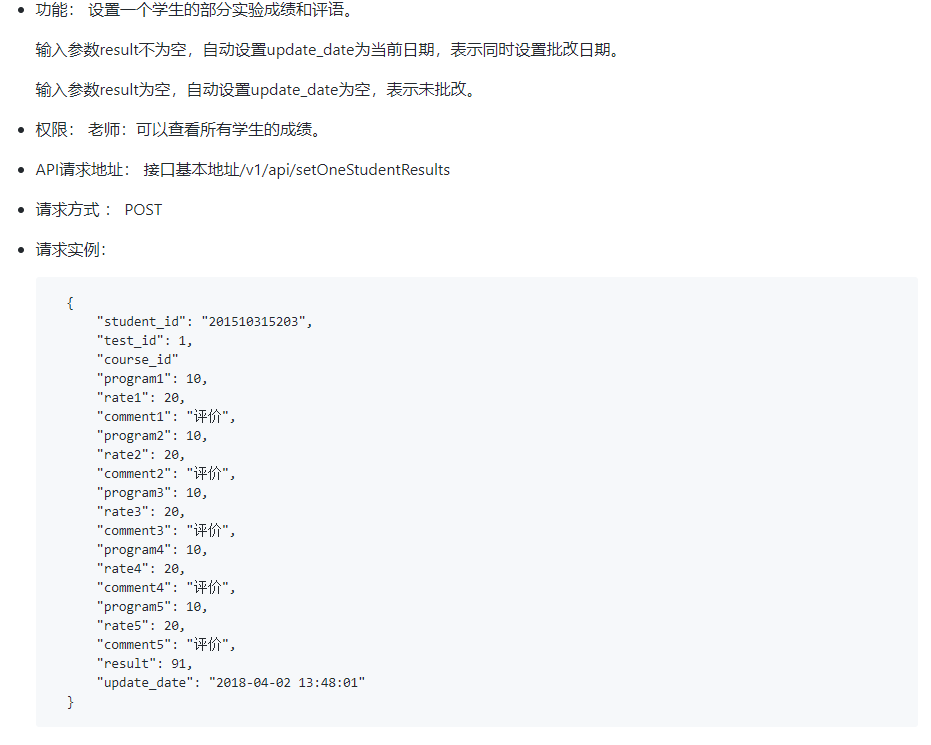 功能： 设置一个学生的部分实验成绩和评语。
输入参数result不为空，自动设置update_date为当前日期，表示同时设置批改日期。
输入参数result为空，自动设置update_date为空，表示未批改。
权限： 老师：可以查看所有学生的成绩。
API请求地址： 接口基本地址/v1/api/setOneStudentResults
请求方式 ： POST
请求实例：
{
"student_id": "201510315203",
"test_id": 1,
"course_id"
"program1": 10,
"rate1": 20,
"comment1": "评价",
"program2": 10,
"rate2": 20,
"comment2": "评价",
"program3": 10,
"rate3": 20,
"comment3": "评价",
"program4": 10,
"rate4": 20,
"comment4": "评价",
"program5": 10,
"rate5": 20,
"comment5": "评价",
"result": 91,
"update_date": "2018-04-02 13:48:01"
}